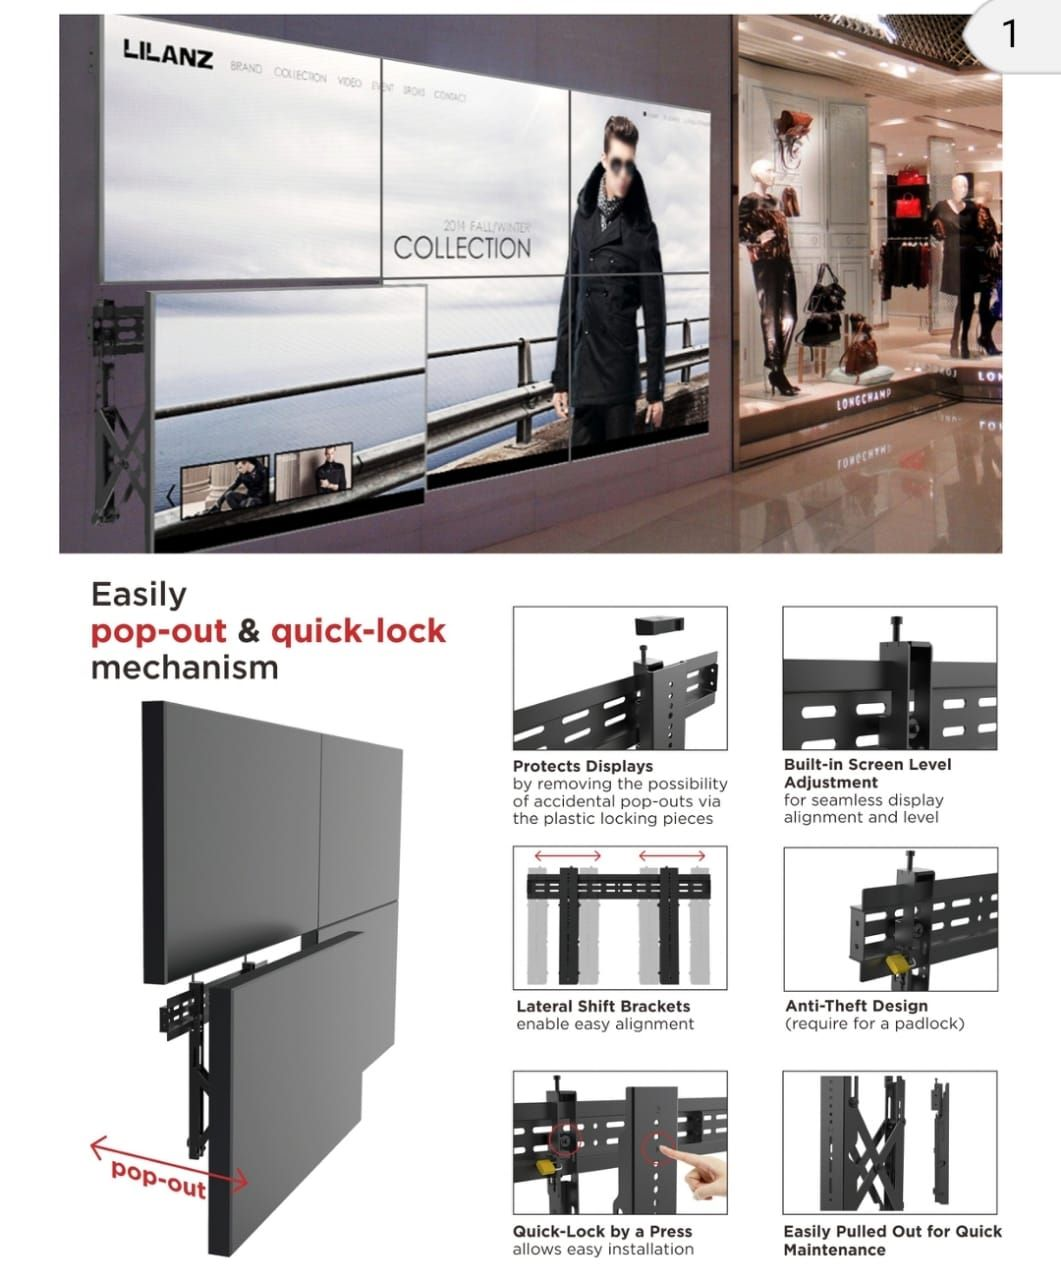 1
LILANZ BRAND COLLECTION VIDEO EVENT CONTACT
2014 FALL/WINTER
COLLECTION
LONGCHAMP
Easily
pop-out & quick-lock
mechanism
pop-out
Protects Displays
by removing the possibility
of accidental pop-outs via
the plastic locking pieces
Built-in Screen Level
Adjustment
for seamless display
alignment and level
Lateral Shift Brackets
enable easy alignment
Anti-Theft Design
(require for a padlock)
Quick-Lock by a Press
allows easy installation
Easily Pulled Out for Quick
Maintenance